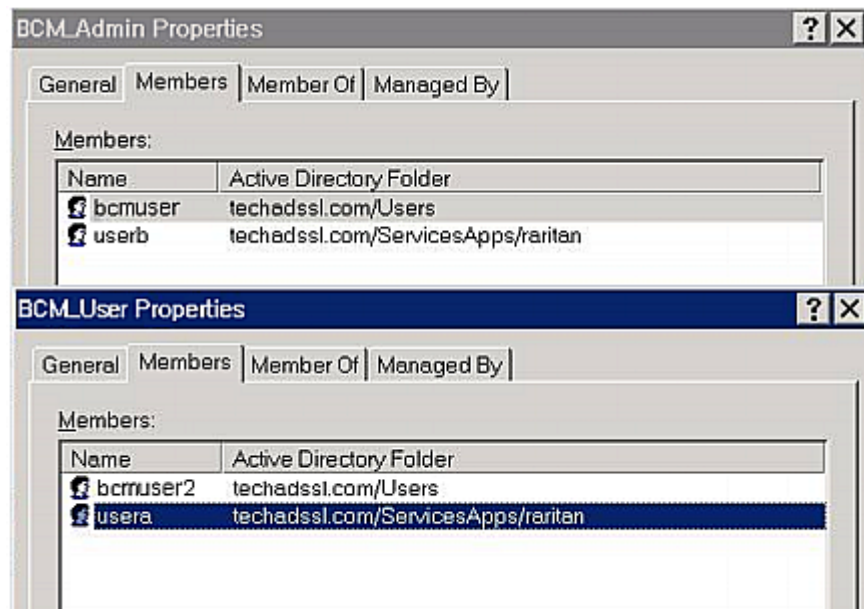 BCM_Admin Properties
General Members Member Of Managed By
Members:
Name Active Directory Folder
bcmuser techadssl.com/Users
userb techadssl.com/ServicesApps/raritan
BCM_User Properties
General Members Member Of Managed By
Members:
Name Active Directory Folder
bcmuser2 techadssl.com/Users
usera techadssl.com/ServicesApps/raritan